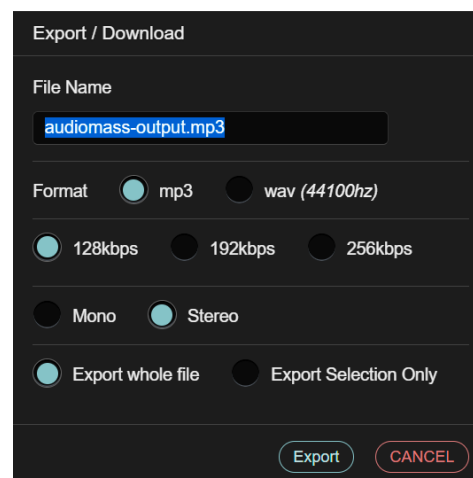 Export / Download
File Name
audiomass-output.mp3
Format mp3 wav (44100hz)
128kbps 192kbps 256kbps
Mono Stereo
Export whole file Export Selection Only
Export CANCEL